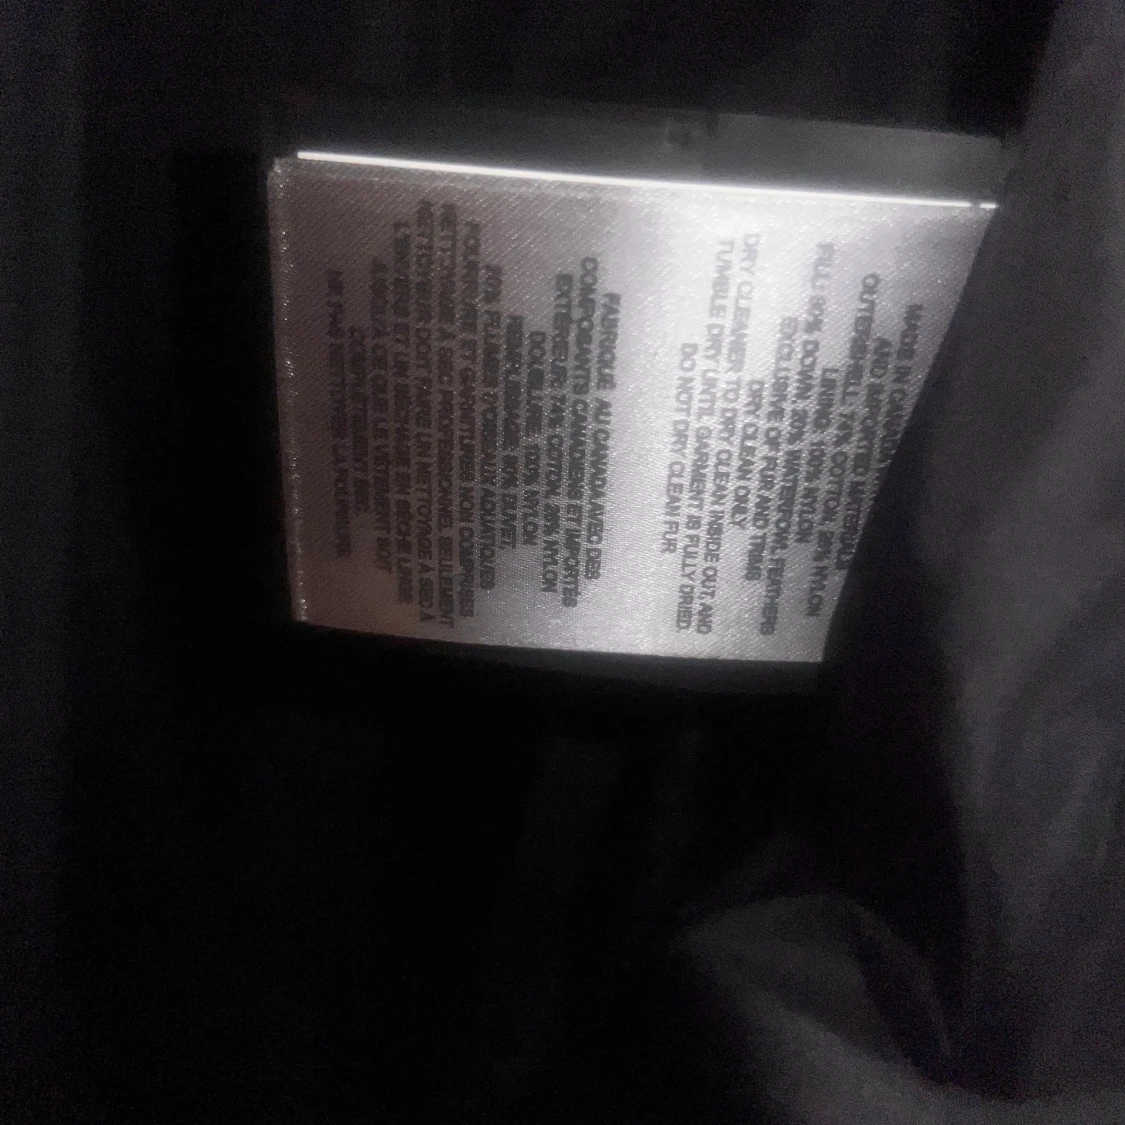 MADE IN CANADA
AND IMPORTED MATERIALS
OUTERSHELL: 74% COTTON, 26% NYLON
LINING: 100% NYLON
FILL: 80% DOWN, 20% WATERFOWL FEATHERS
EXCLUSIVE OF FUR AND TRIMS
DRY CLEAN ONLY
DRY CLEANER TO DRY CLEAN INSIDE OUT, AND
TUMBLE DRY UNTIL GARMENT IS FULLY DRIED.
DO NOT DRY CLEAN FUR
FABRIQUÉ AU CANADA AVEC DES
COMPOSANTS CANADIENS ET IMPORTÉS
EXTÉRIEUR: 74% COTON, 26% NYLON
DOUBLURE: 100% NYLON
REMPLISSAGE: 80% DUVET,
20% PLUMES D'OISEAUX AQUATIQUES
FOURRURE ET GARNITURES NON COMPRISES
NETTOYAGE À SEC PROFESSIONNEL SEULEMENT
NETTOYEUR DOIT FAIRE UN NETTOYAGE À SEC À
L'ENVERS ET UN SÉCHAGE EN SÈCHE LINGE
JUSQU'À CE QUE LE VÊTEMENT SOIT
COMPLÈTEMENT SEC.
NE PAS NETTOYER LA FOURRURE